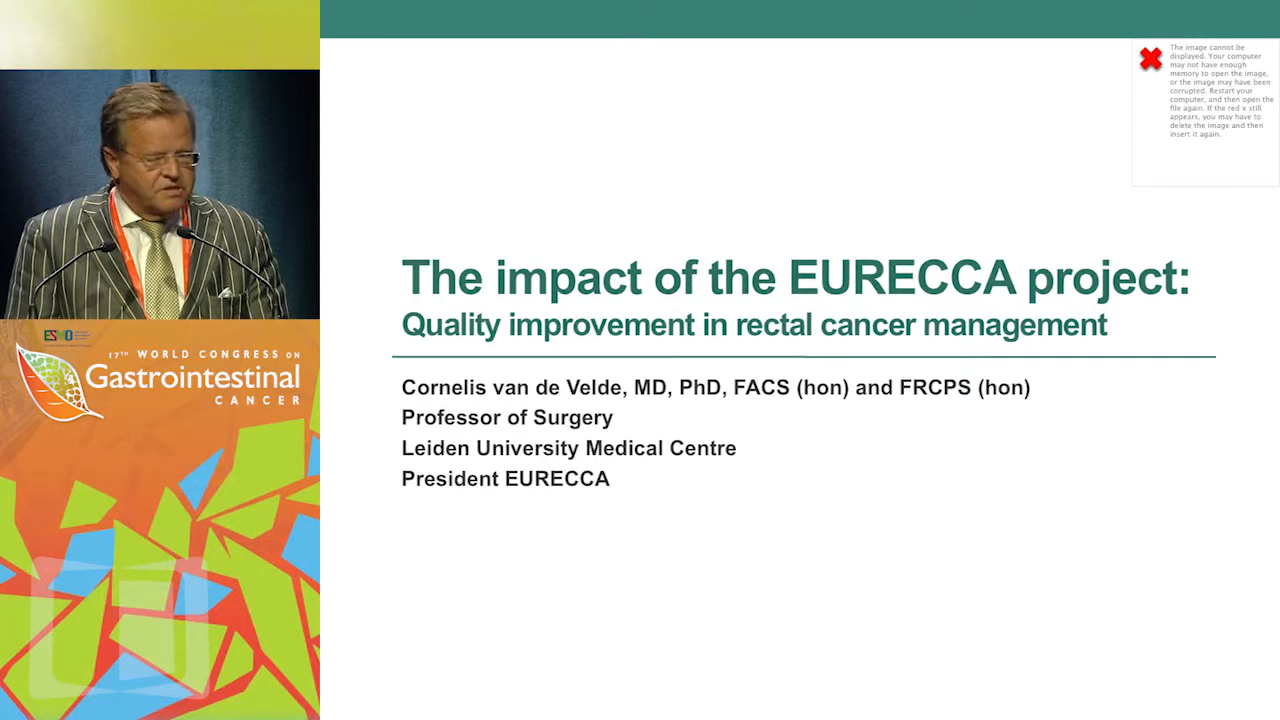 The image cannot be
displayed. Your computer
may not have enough
memory to open the image,
or the image may have been
corrupted. Restart your
computer, and then open the
file again. If the red x still
appears, you may have to
delete the image and then
insert it again.
The impact of the EURECCA project:
Quality improvement in rectal cancer management
Cornelis van de Velde, MD, PhD, FACS (hon) and FRCPS (hon)
Professor of Surgery
Leiden University Medical Centre
President EURECCA
ESMO
17TH WORLD CONGRESS ON
Gastrointestinal
CANCER